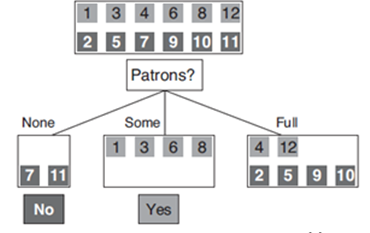 1 3 4 6 8 12
2 5 7 9 10 11
Patrons?
None Some Full
1 3 6 8 4 12
7 11 2 5 9 10
No Yes